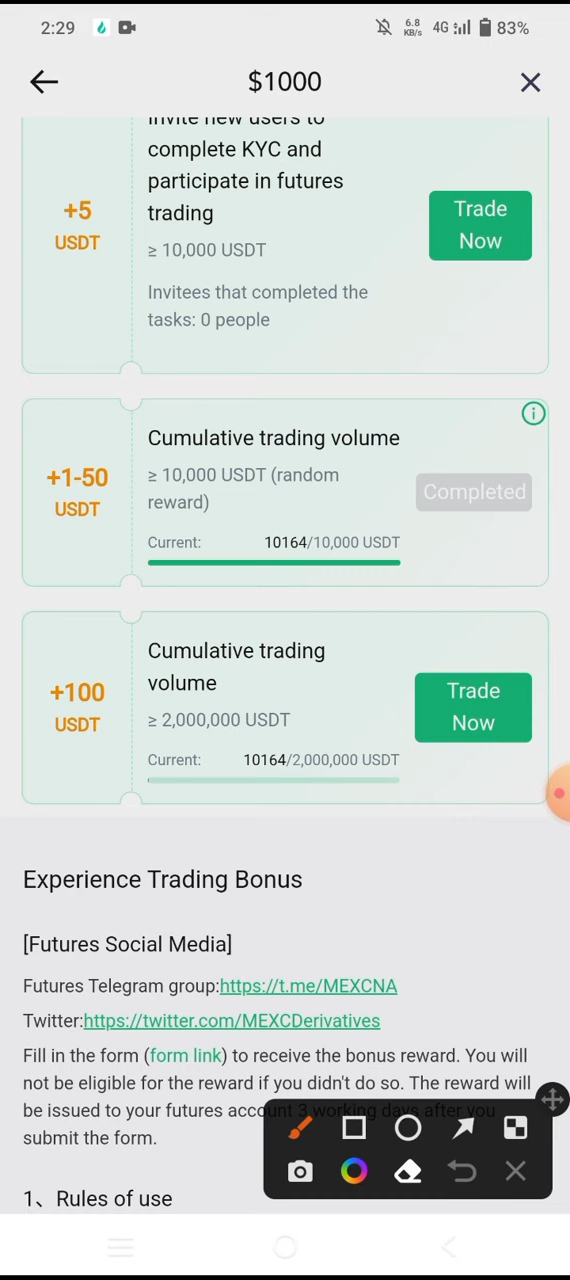 2:29
6.8
KB/s
4G
83%
$1000
Invite new users to
complete KYC and
participate in futures
trading
+5
USDT
≥ 10,000 USDT
Trade
Now
Invitees that completed the
tasks: 0 people
Cumulative trading volume
+1-50
USDT
≥ 10,000 USDT (random
reward)
Completed
Current: 10164/10,000 USDT
Cumulative trading
volume
+100
USDT
≥ 2,000,000 USDT
Trade
Now
Current: 10164/2,000,000 USDT
Experience Trading Bonus
[Futures Social Media]
Futures Telegram group:https://t.me/MEXCNA
Twitter:https://twitter.com/MEXCDerivatives
Fill in the form (form link) to receive the bonus reward. You will
not be eligible for the reward if you didn't do so. The reward will
be issued to your futures account 3 working days after you
submit the form.
1、Rules of use